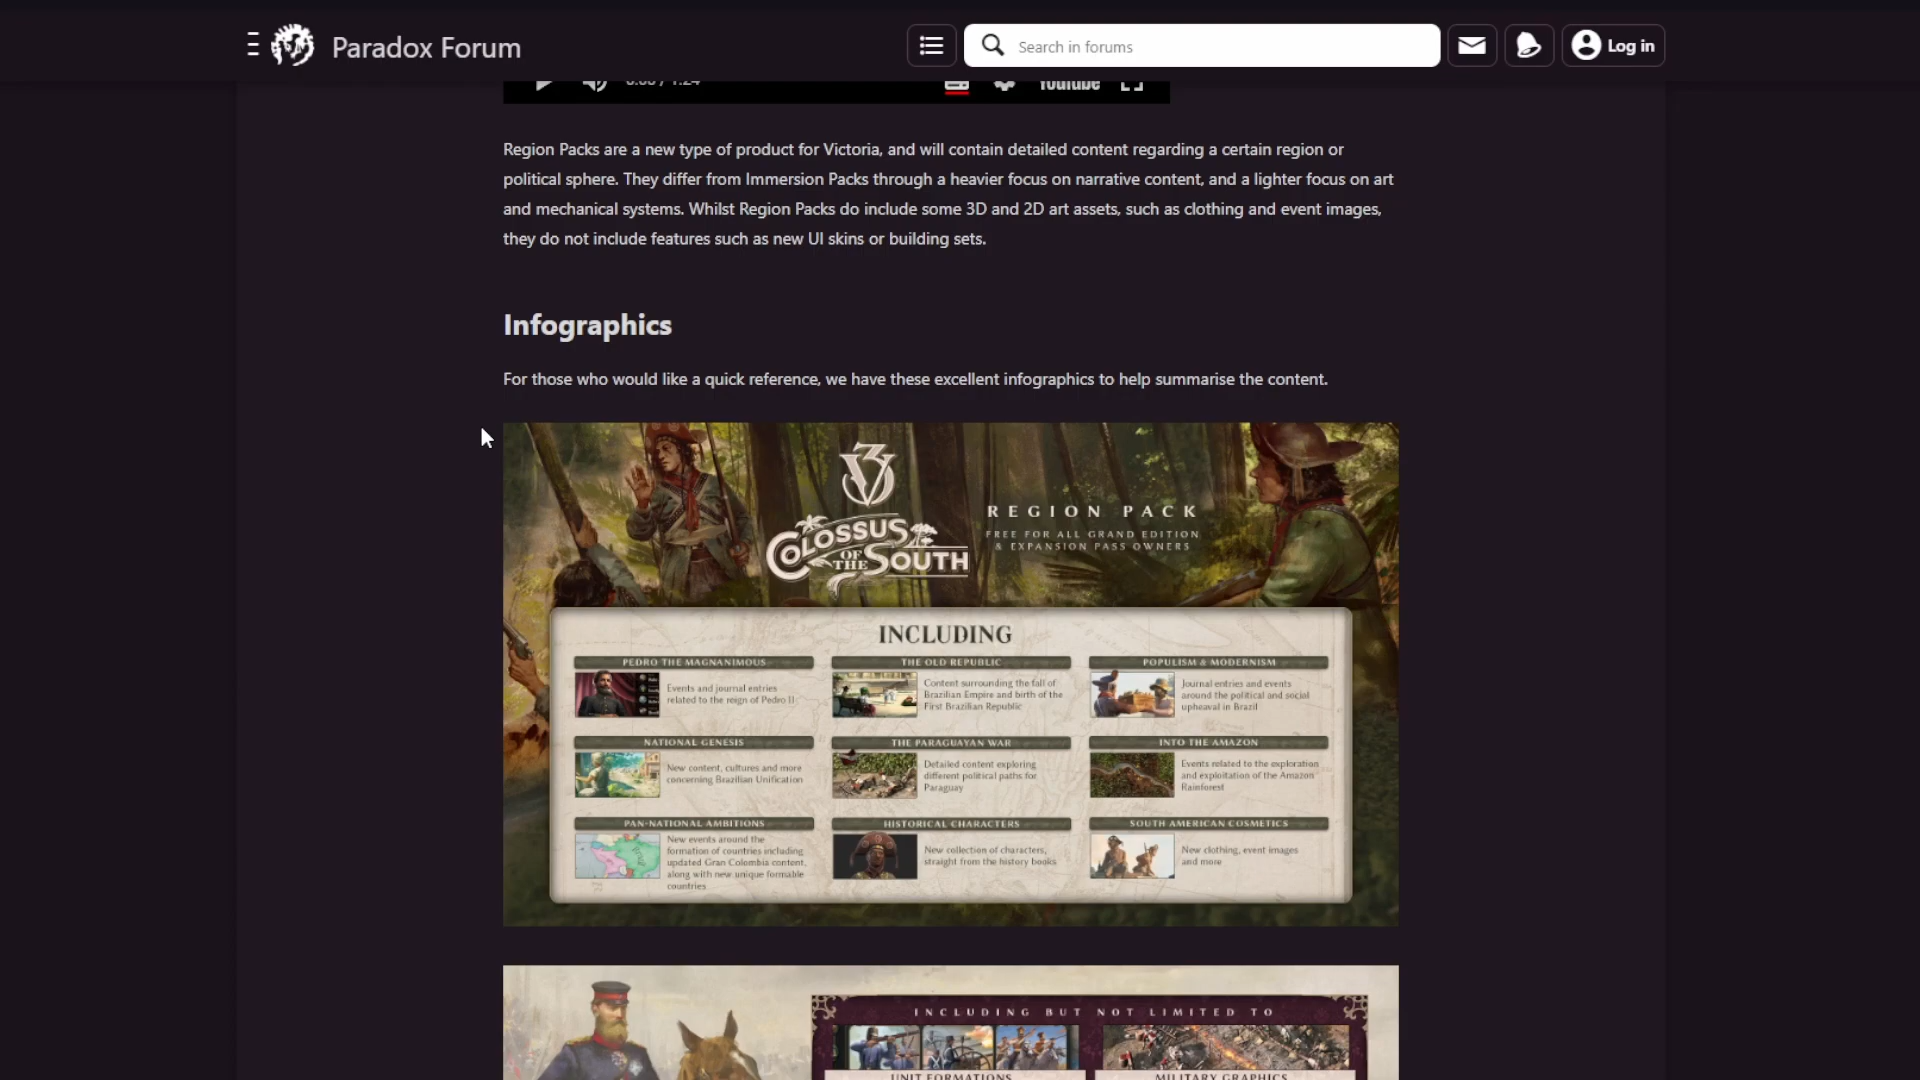 Paradox Forum
Search in forums
Log in
0:00 / 1:24
YouTube
Region Packs are a new type of product for Victoria, and will contain detailed content regarding a certain region or
political sphere. They differ from Immersion Packs through a heavier focus on narrative content, and a lighter focus on art
and mechanical systems. Whilst Region Packs do include some 3D and 2D art assets, such as clothing and event images,
they do not include features such as new UI skins or building sets.
Infographics
For those who would like a quick reference, we have these excellent infographics to help summarise the content.
V3
COLOSSUS
OF THE SOUTH
REGION PACK
FREE FOR ALL GRAND EDITION
& EXPANSION PASS OWNERS
INCLUDING
PEDRO THE MAGNANIMOUS
Events and journal entries
related to the reign of Pedro II
THE OLD REPUBLIC
Content surrounding the fall of
Brazilian Empire and birth of the
First Brazilian Republic
POPULISM & MODERNISM
Journal entries and events
around the political and social
upheaval in Brazil
NATIONAL GENESIS
New content, cultures and more
concerning Brazilian Unification
THE PARAGUAYAN WAR
Detailed content exploring
different political paths for
Paraguay
INTO THE AMAZON
Events related to the exploration
and exploitation of the Amazon
Rainforest
PAN-NATIONAL AMBITIONS
New events around the
formation of countries including
updated Gran Colombia content,
along with new unique formable
countries
HISTORICAL CHARACTERS
New collection of characters,
straight from the history books
SOUTH AMERICAN COSMETICS
New clothing, event images
and more
INCLUDING BUT NOT LIMITED TO
UNIT FORMATIONS
MILITARY GRAPHICS